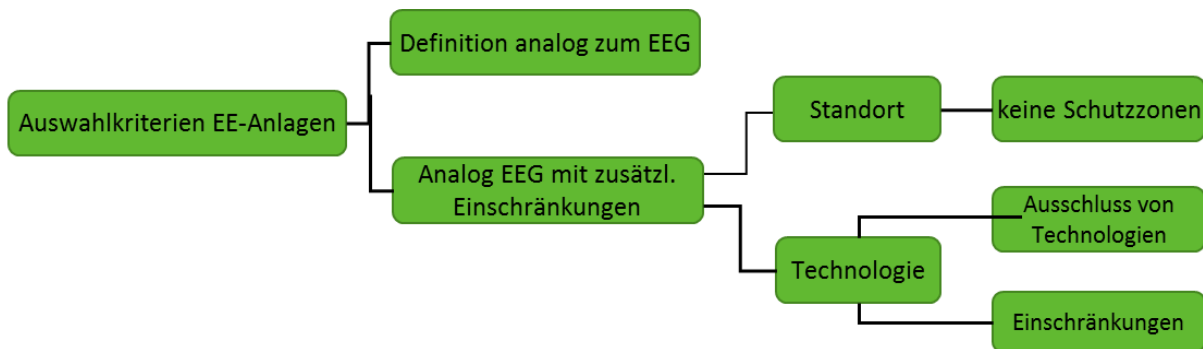 Definition analog zum EEG
Auswahlkriterien EE-Anlagen
Standort
keine Schutzzonen
Analog EEG mit zusätzl.
Einschränkungen
Ausschluss von
Technologien
Technologie
Einschränkungen